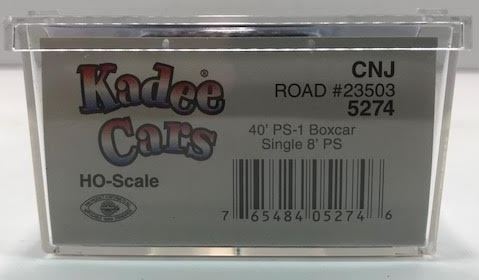 Kadee®
Cars
HO-Scale
CNJ
ROAD #23503
5274
40' PS-1 Boxcar
Single 8' PS
7 65484 05274 6